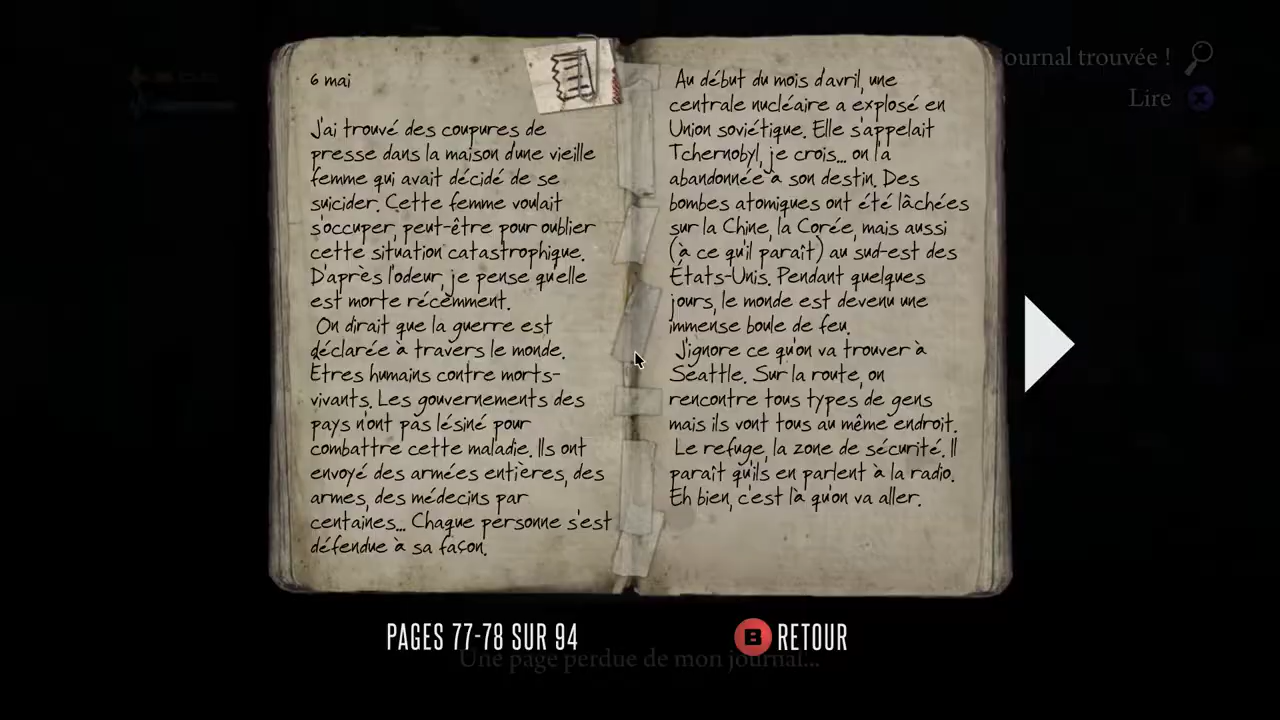 journal trouvée !
Lire X
6 mai
J'ai trouvé des coupures de
presse dans la maison d'une vieille
femme qui avait décidé de se
suicider. Cette femme voulait
s'occuper, peut-être pour oublier
cette situation catastrophique.
D'après l'odeur, je pense qu'elle
est morte récemment.
On dirait que la guerre est
déclarée à travers le monde.
Êtres humains contre morts-
vivants. Les gouvernements des
pays n'ont pas lésiné pour
combattre cette maladie. Ils ont
envoyé des armées entières, des
armes, des médecins par
centaines... Chaque personne s'est
défendue à sa façon.
Au début du mois d'avril, une
centrale nucléaire a explosé en
Union soviétique. Elle s'appelait
Tchernobyl, je crois... on l'a
abandonnée à son destin. Des
bombes atomiques ont été lâchées
sur la Chine, la Corée, mais aussi
(à ce qu'il paraît) au sud-est des
États-Unis. Pendant quelques
jours, le monde est devenu une
immense boule de feu.
J'ignore ce qu'on va trouver à
Seattle. Sur la route, on
rencontre tous types de gens
mais ils vont tous au même endroit.
Le refuge, la zone de sécurité. Il
paraît qu'ils en parlent à la radio.
Eh bien, c'est là qu'on va aller.
PAGES 77-78 SUR 94
B RETOUR
Une page perdue de mon journal...